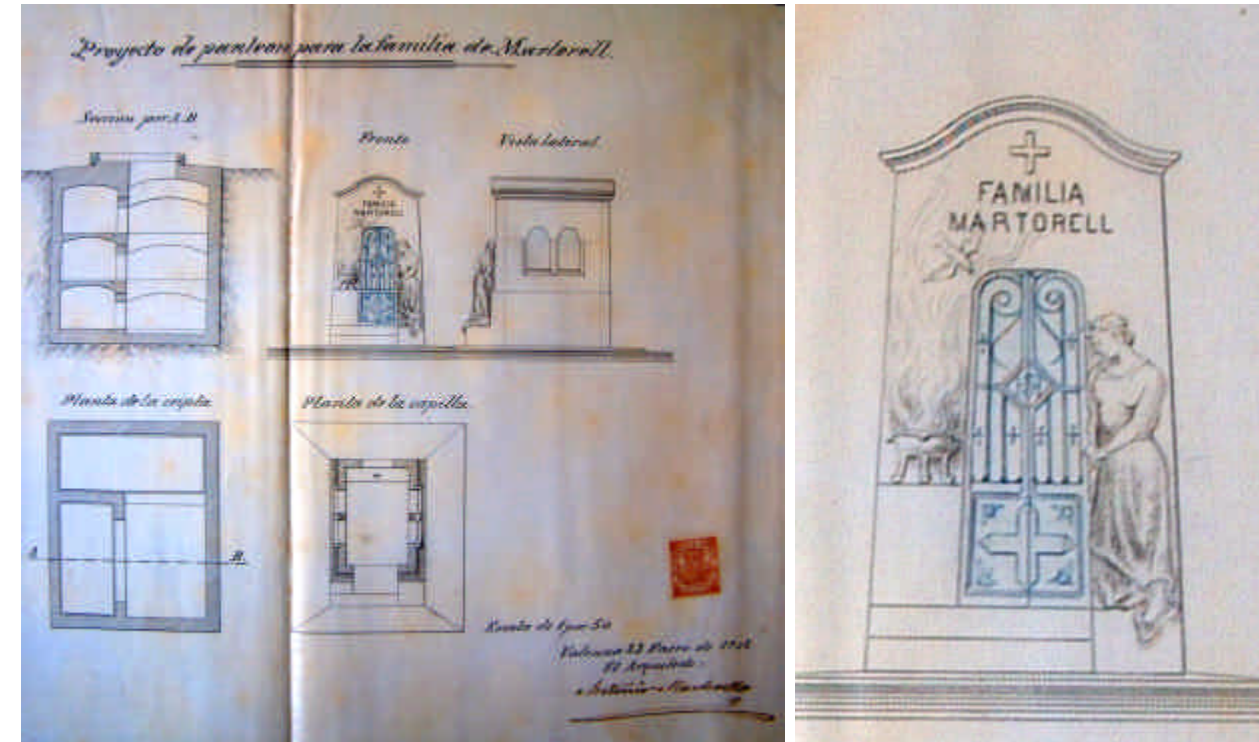 Proyecto de panteon para la familia de Martorell.
Seccion por A.B
Frente
Vista lateral.
FAMILIA
MARTORELL
Planta de la cripta
Planta de la capilla.
A
B.
Escala de 1 por 50
Valencia 23 Enero de
El Arquitecto.
Antonio
FAMILIA
MARTORELL